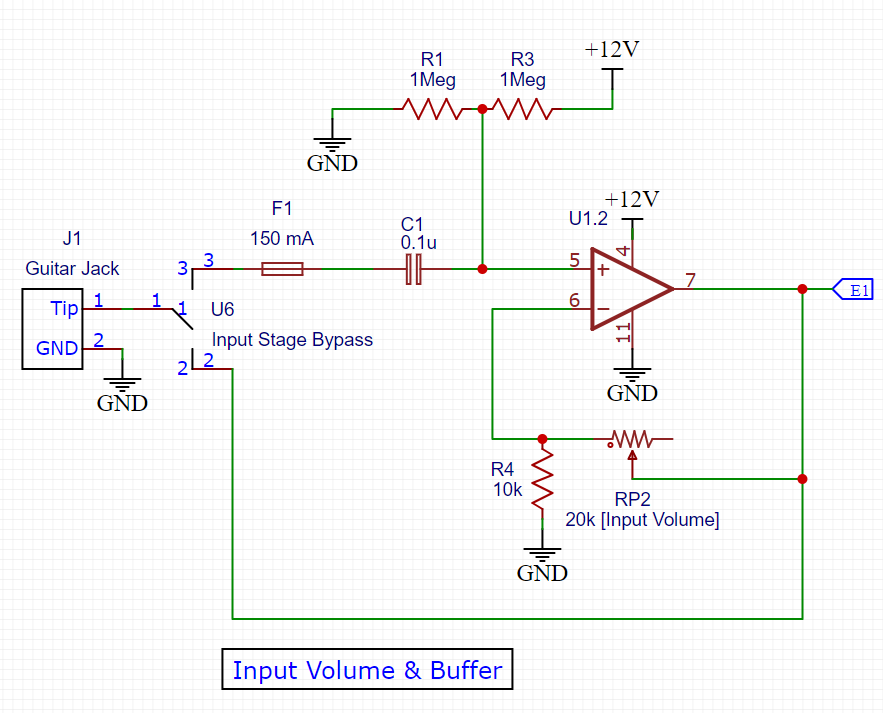 +12V
R1
R3
1Meg
1Meg
GND
+12V
F1
C1
U1.2
J1
150 mA
0.1u
Guitar Jack
3
3
5
4
+
7
Tip
1
1
1
U6
6
−
E1
GND
2
Input Stage Bypass
11
2
2
GND
GND
R4
10k
RP2
20k [Input Volume]
GND
Input Volume & Buffer